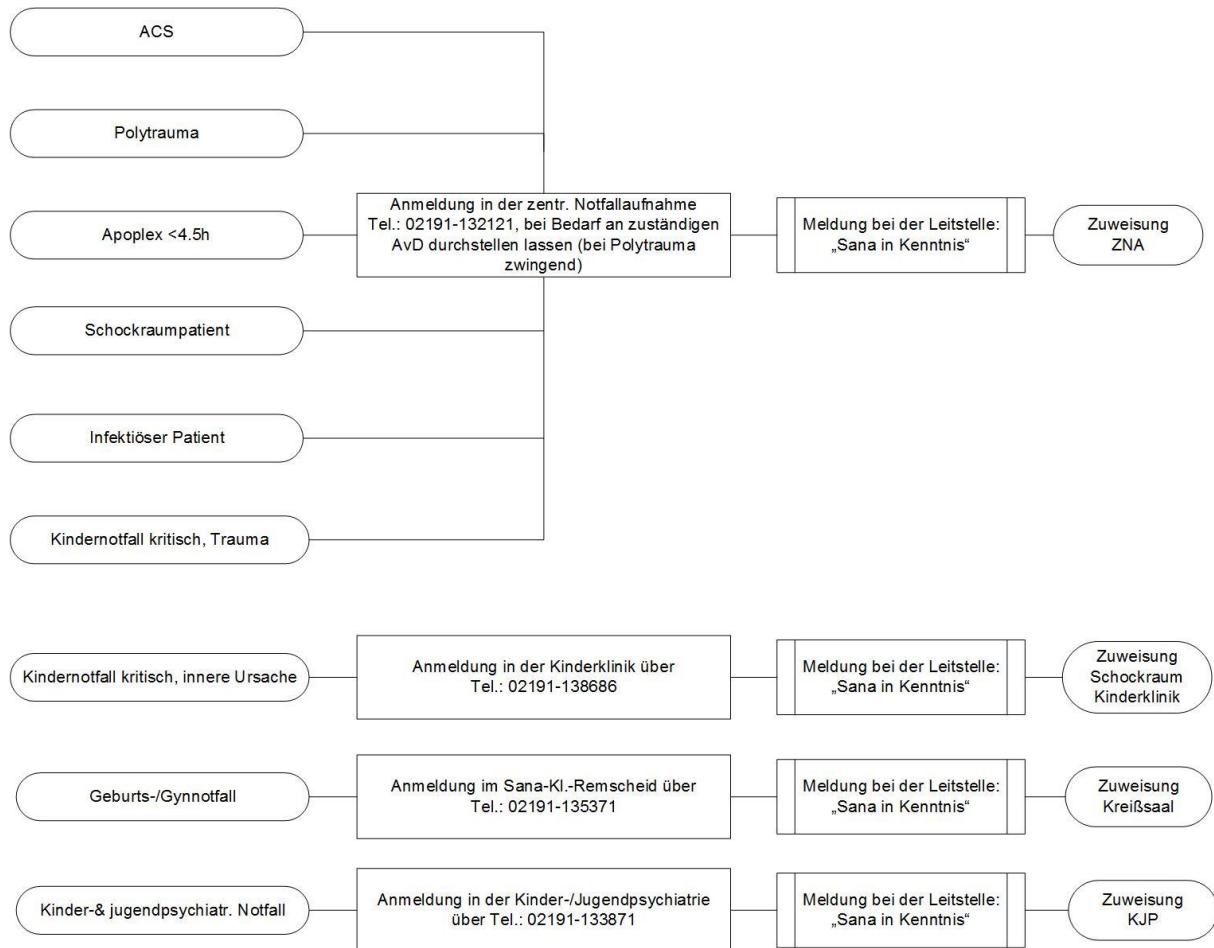 ACS
Polytrauma
Apoplex <4.5h
Anmeldung in der zentr. Notfallaufnahme
Tel.: 02191-132121, bei Bedarf an zuständigen
AvD durchstellen lassen (bei Polytrauma
zwingend)
Meldung bei der Leitstelle:
„Sana in Kenntnis“
Zuweisung
ZNA
Schockraumpatient
Infektiöser Patient
Kindernotfall kritisch, Trauma
Kindernotfall kritisch, innere Ursache
Anmeldung in der Kinderklinik über
Tel.: 02191-138686
Meldung bei der Leitstelle:
„Sana in Kenntnis“
Zuweisung
Schockraum
Kinderklinik
Geburts-/Gynnotfall
Anmeldung im Sana-Kl.-Remscheid über
Tel.: 02191-135371
Meldung bei der Leitstelle:
„Sana in Kenntnis“
Zuweisung
Kreißsaal
Kinder-& jugendpsychiatr. Notfall
Anmeldung in der Kinder-/Jugendpsychiatrie
über Tel.: 02191-133871
Meldung bei der Leitstelle:
„Sana in Kenntnis“
Zuweisung
KJP